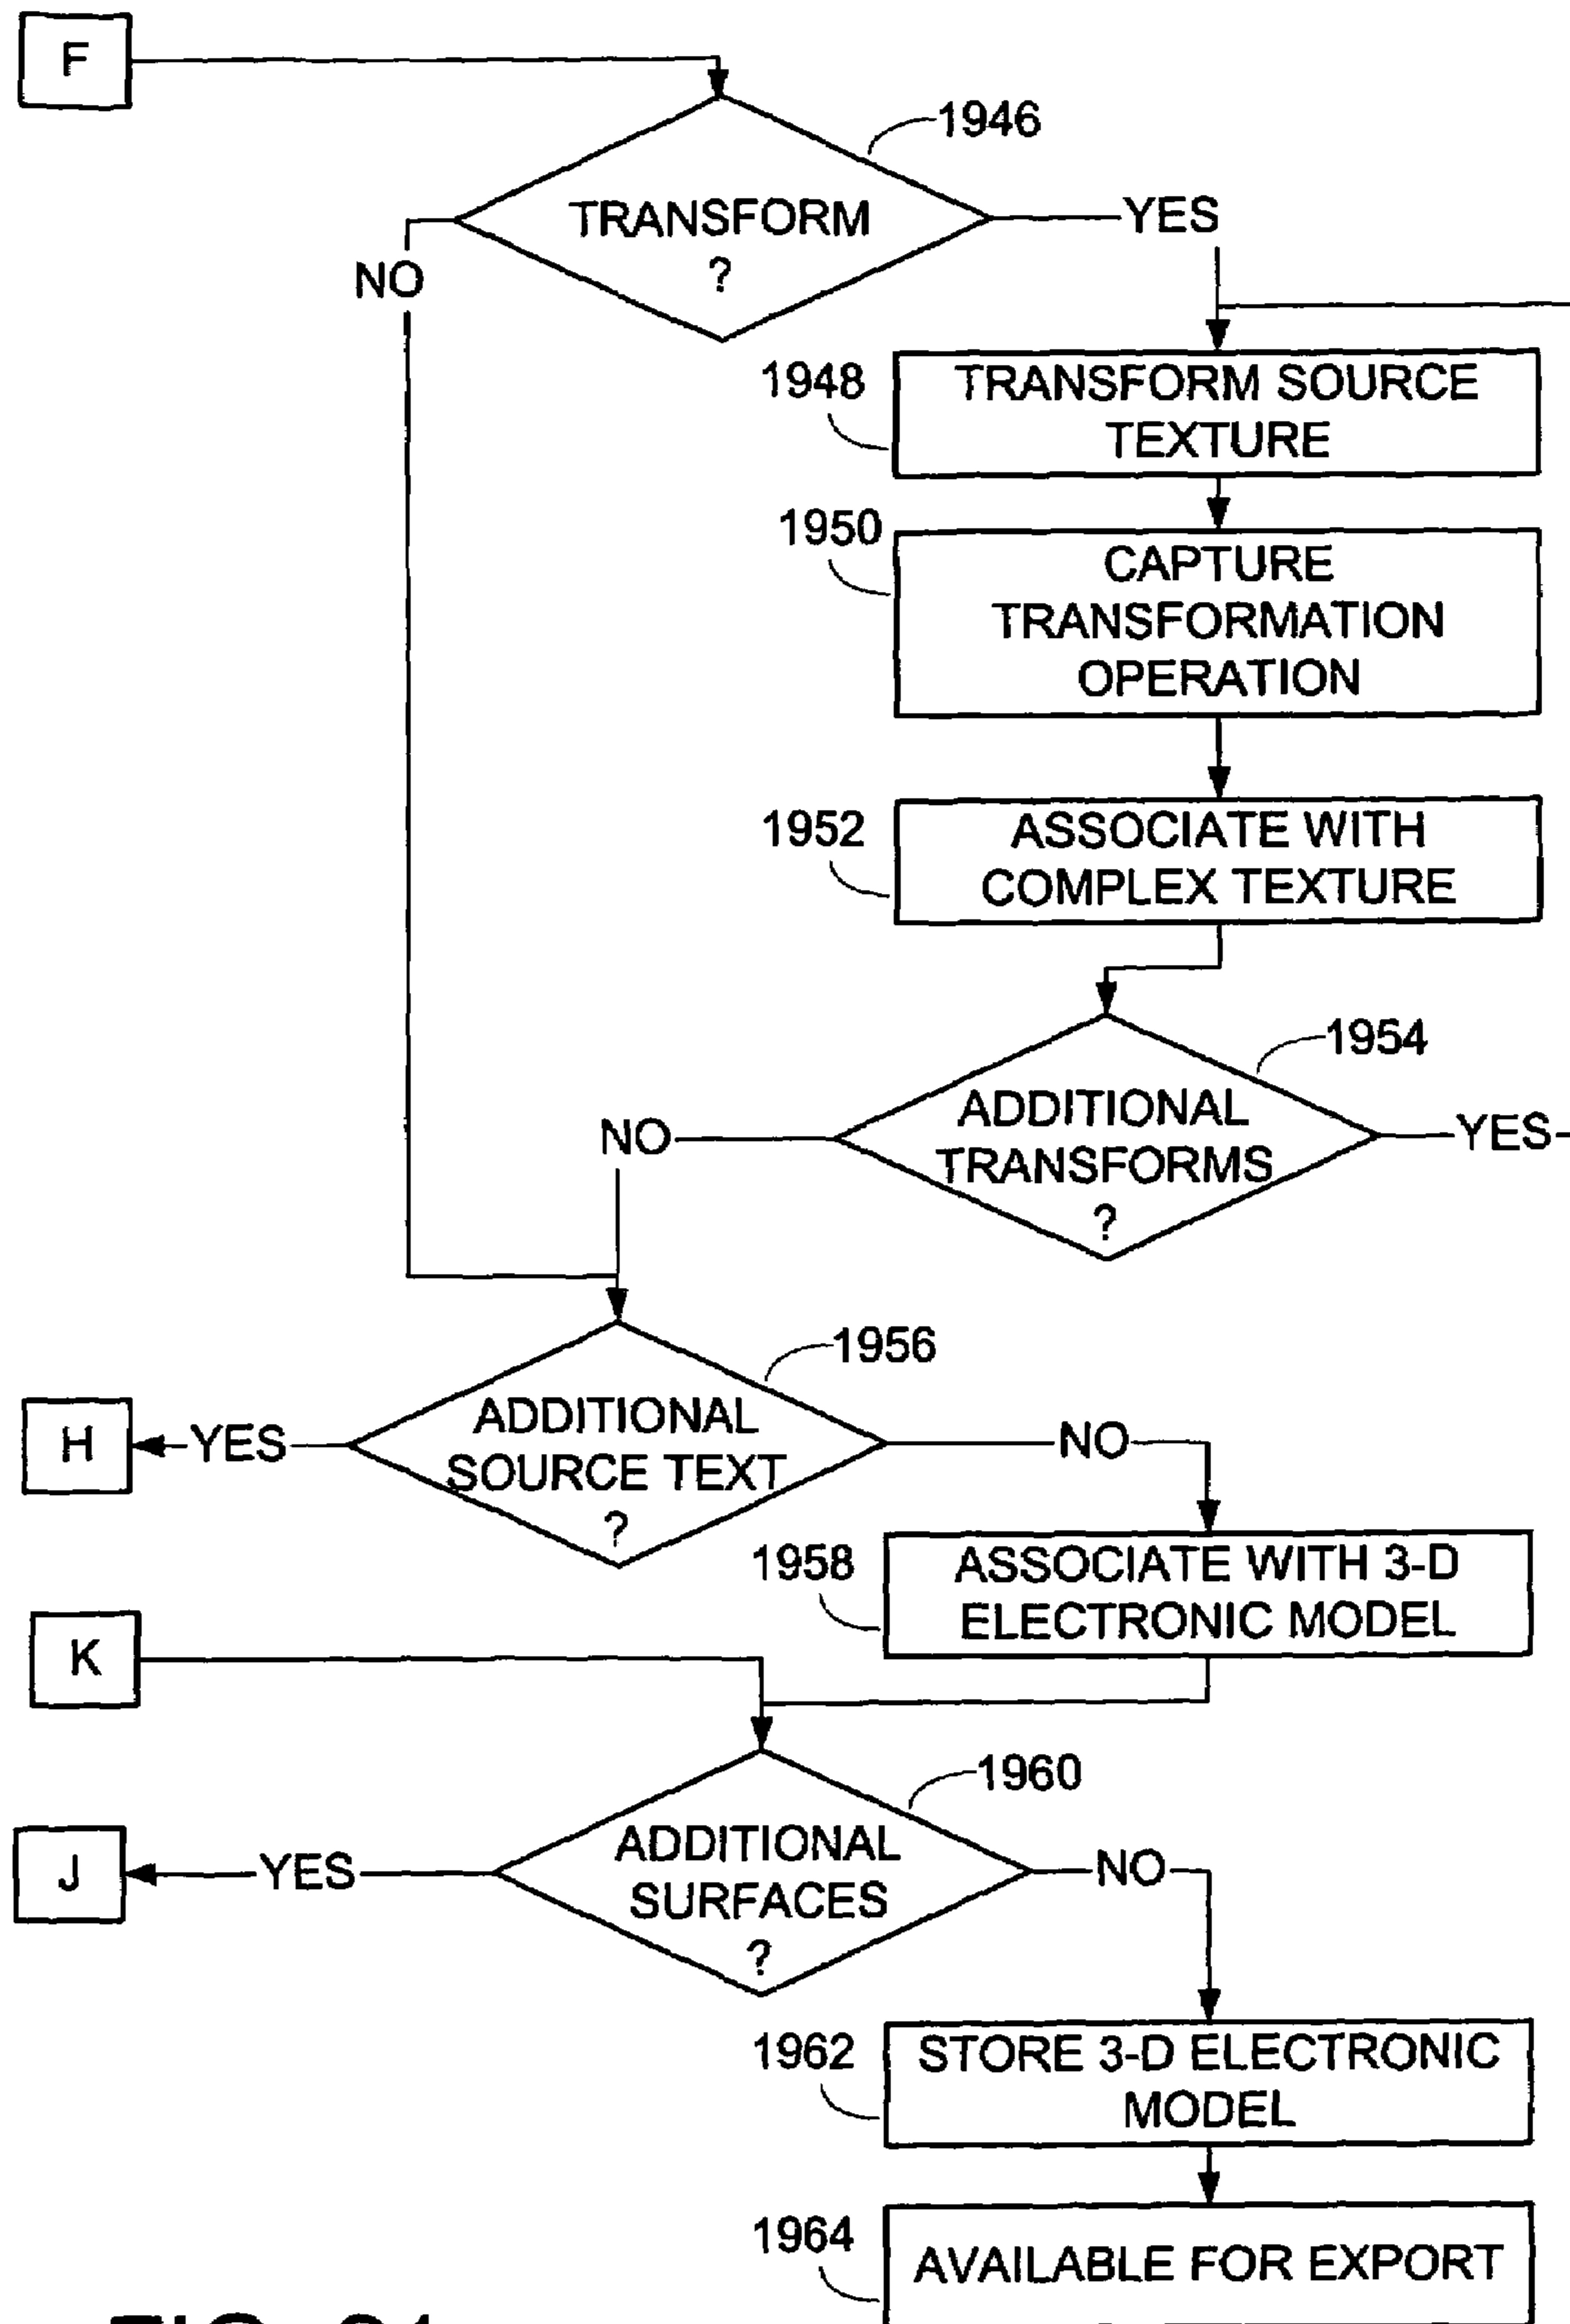 F
1946
TRANSFORM
?
YES
NO
1948
TRANSFORM SOURCE
TEXTURE
1950
CAPTURE
TRANSFORMATION
OPERATION
1952
ASSOCIATE WITH
COMPLEX TEXTURE
1954
ADDITIONAL
TRANSFORMS
?
NO
YES
1956
ADDITIONAL
SOURCE TEXT
?
H
YES
NO
1958
ASSOCIATE WITH 3-D
ELECTRONIC MODEL
K
1960
ADDITIONAL
SURFACES
?
J
YES
NO
1962
STORE 3-D ELECTRONIC
MODEL
1964
AVAILABLE FOR EXPORT